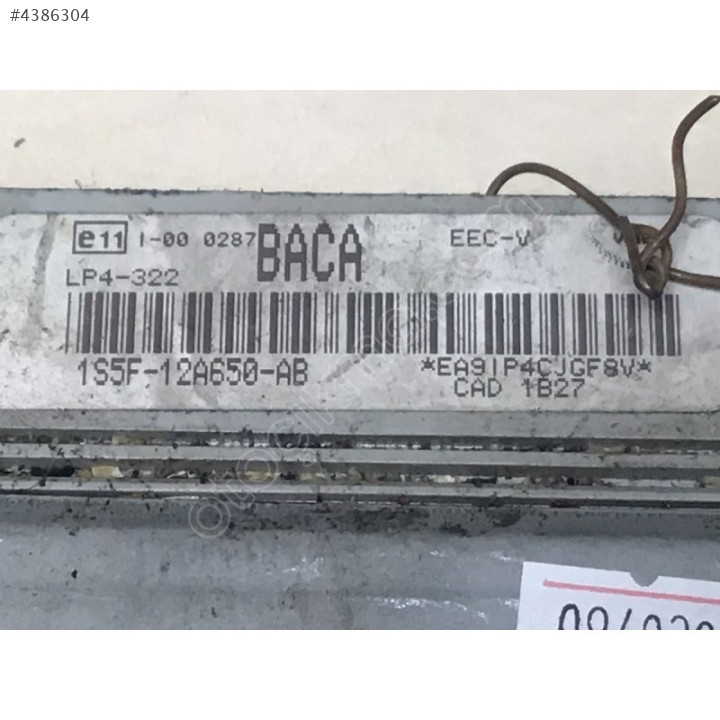 #4386304
e11 I-00 0287 BACA EEC-V
LP4-322
1S5F-12A650-AB *EA9IP4CJGF8V*
CAD 1B27